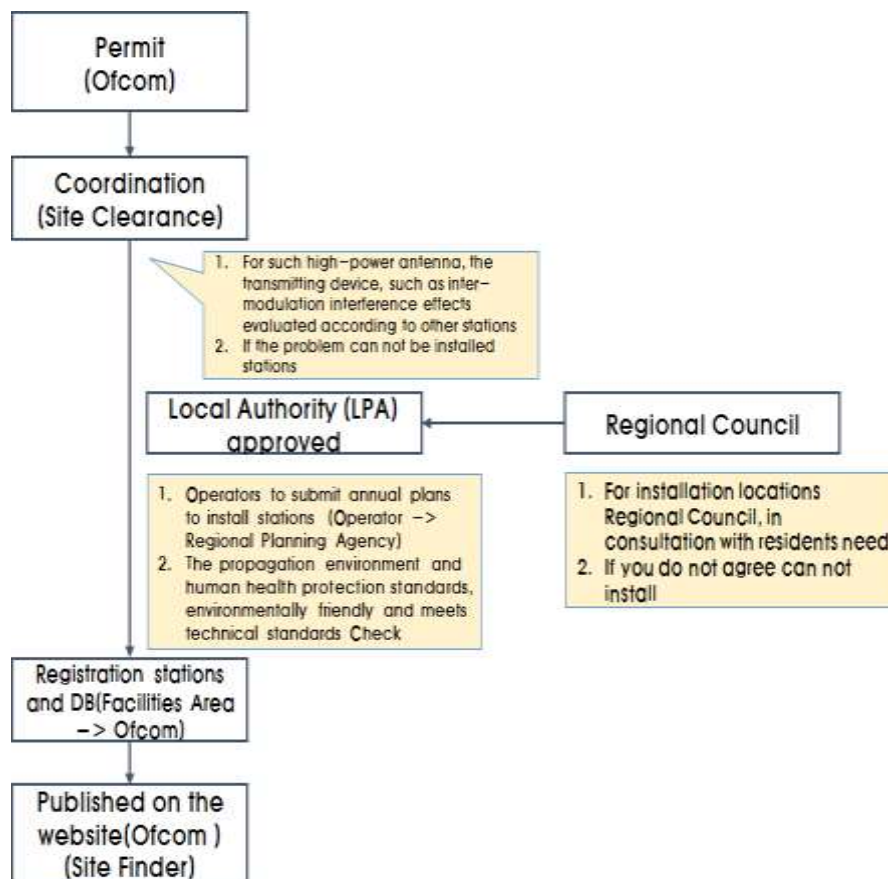 Permit
(Ofcom)
Coordination
(Site Clearance)
1. For such high-power antenna, the
transmitting device, such as inter-
modulation interference effects
evaluated according to other stations
2. If the problem can not be installed
stations
Local Authority (LPA)
approved
Regional Council
1. Operators to submit annual plans
to install stations (Operator ->
Regional Planning Agency)
2. The propagation environment and
human health protection standards,
environmentally friendly and meets
technical standards Check
1. For installation locations
Regional Council, in
consultation with residents need
2. If you do not agree can not
install
Registration stations
and DB(Facilities Area
-> Ofcom)
Published on the
website(Ofcom )
(Site Finder)